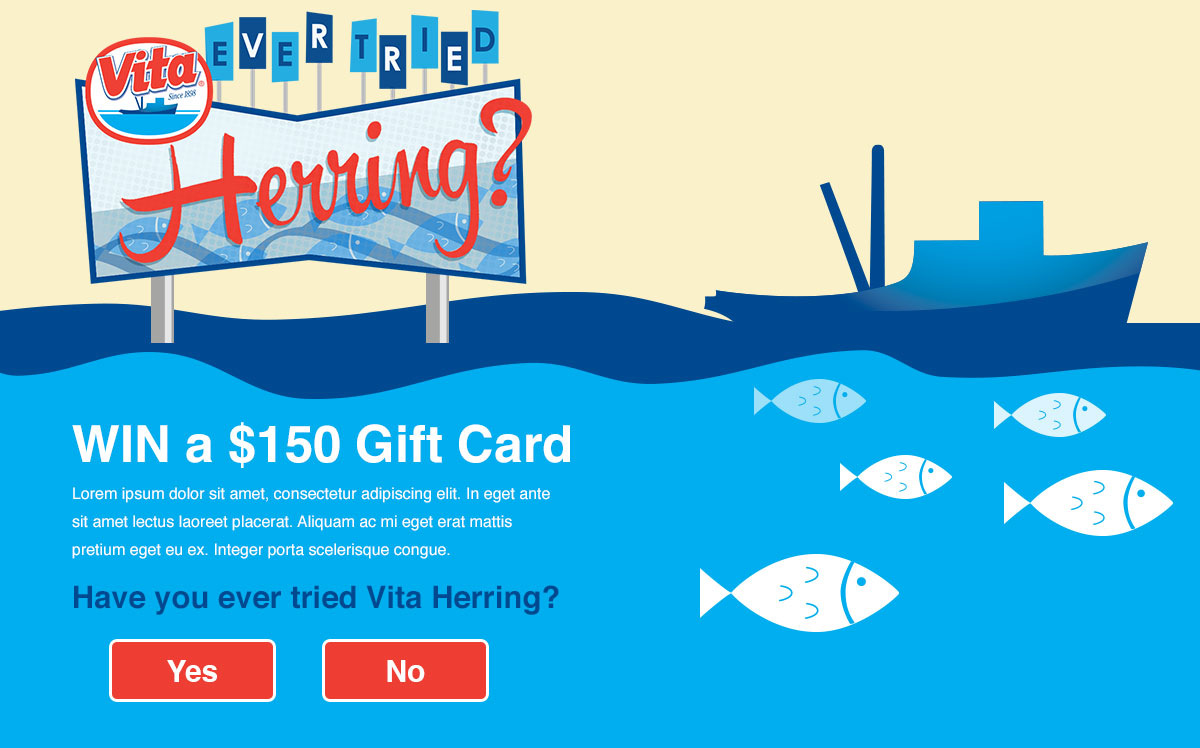 EVER TRIED
Vita
Since 1898
®
Herring?
WIN a $150 Gift Card
Lorem ipsum dolor sit amet, consectetur adipiscing elit. In eget ante
sit amet lectus laoreet placerat. Aliquam ac mi eget erat mattis
pretium eget eu ex. Integer porta scelerisque congue.
Have you ever tried Vita Herring?
Yes
No